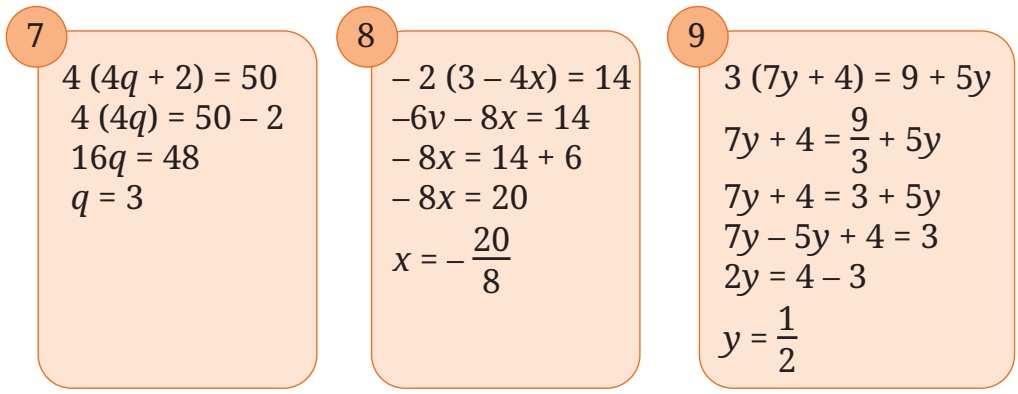 7
4 (4q + 2) = 50
4 (4q) = 50 – 2
16q = 48
q = 3
8
– 2 (3 – 4x) = 14
–6v – 8x = 14
– 8x = 14 + 6
– 8x = 20
x = – 20/8
9
3 (7y + 4) = 9 + 5y
7y + 4 = 9/3 + 5y
7y + 4 = 3 + 5y
7y – 5y + 4 = 3
2y = 4 – 3
y = 1/2